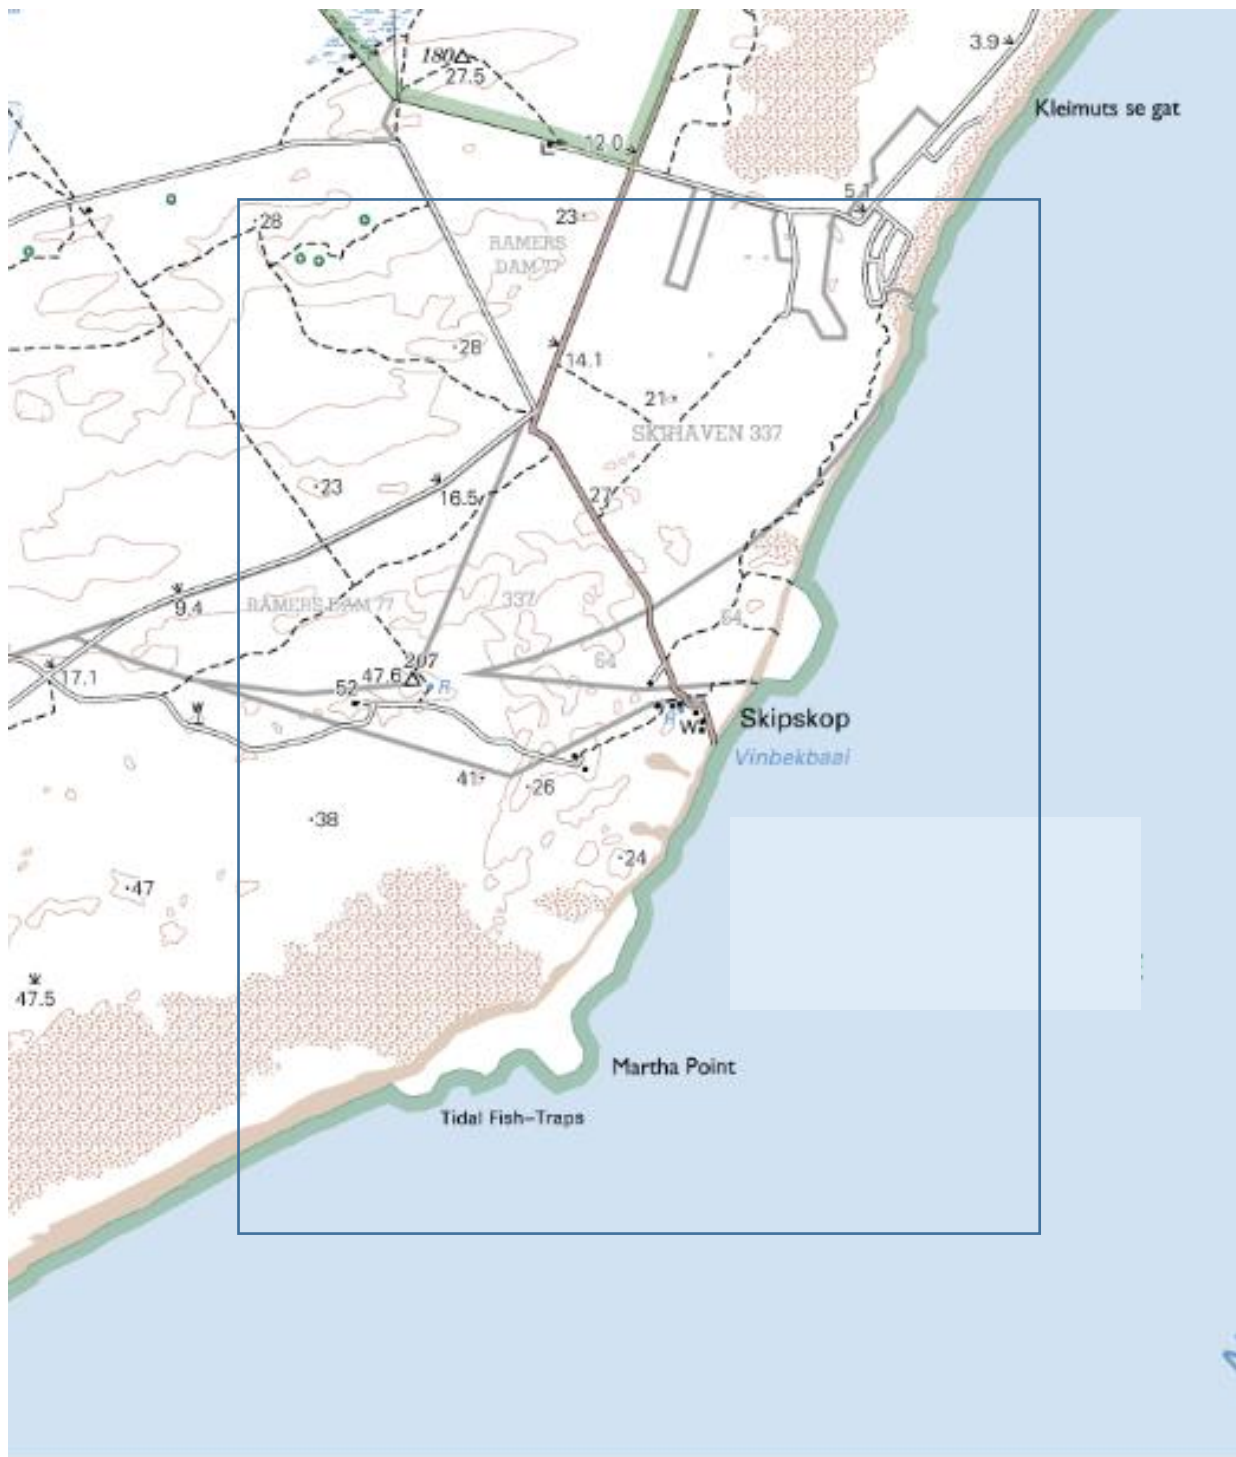 3.9
180
27.5
Kleimuts se gat
12.0
5.1
28
23
RAMERS
DAM 77
28
14.1
21
SKIHAVEN 337
23
16.5
27
9.4
RAMERS DAM 77
337
64
64
207
17.1
47.6
R
52
W
Skipskop
R
W
Vinbekbaai
41
26
38
24
47
47.5
Martha Point
Tidal Fish-Traps